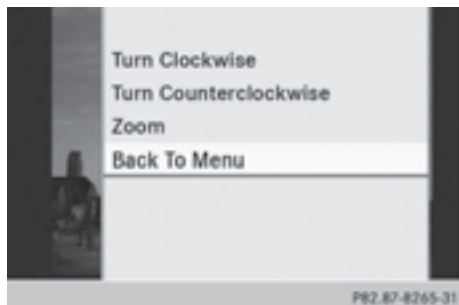 Turn Clockwise
Turn Counterclockwise
Zoom
Back To Menu
P82.87-8265-31